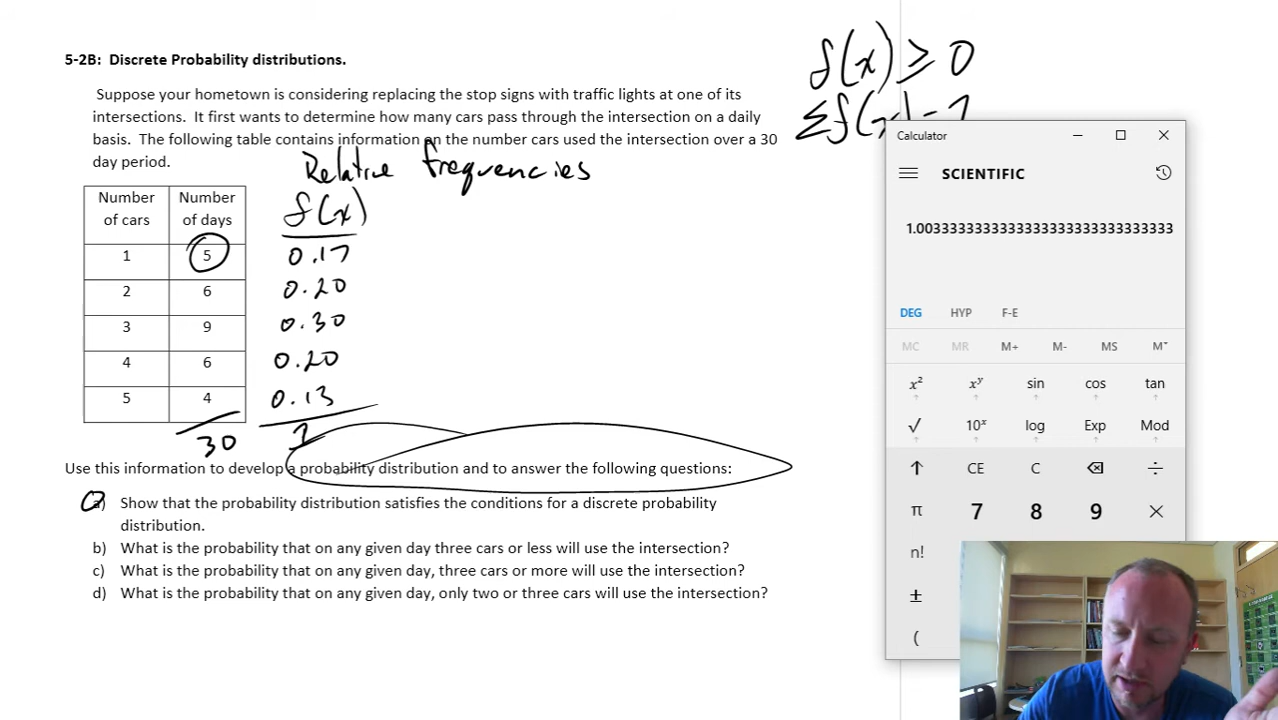 5-2B: Discrete Probability distributions.
f(x) ≥ 0
Suppose your hometown is considering replacing the stop signs with traffic lights at one of its
intersections. It first wants to determine how many cars pass through the intersection on a daily
basis. The following table contains information on the number cars used the intersection over a 30
day period.
Σf(x) = 1
Relative frequencies
Number of cars
Number of days
f(x)
1 5 0.17
2 6 0.20
3 9 0.30
4 6 0.20
5 4 0.13
30 1
Use this information to develop a probability distribution and to answer the following questions:
a) Show that the probability distribution satisfies the conditions for a discrete probability
distribution.
b) What is the probability that on any given day three cars or less will use the intersection?
c) What is the probability that on any given day, three cars or more will use the intersection?
d) What is the probability that on any given day, only two or three cars will use the intersection?
Calculator
SCIENTIFIC
1.0033333333333333333333333333333
DEG HYP F-E
MC MR M+ M- MS M˅
x² xʸ sin cos tan
√ 10ˣ log Exp Mod
↑ CE C ⌫ ÷
π 7 8 9 ×
n!
±
(